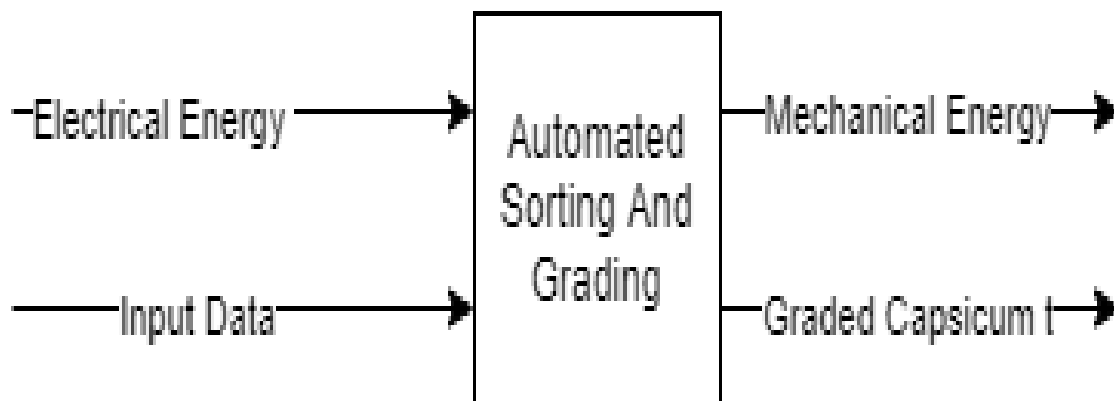 Electrical Energy
Input Data
Automated
Sorting And
Grading
Mechanical Energy
Graded Capsicum t